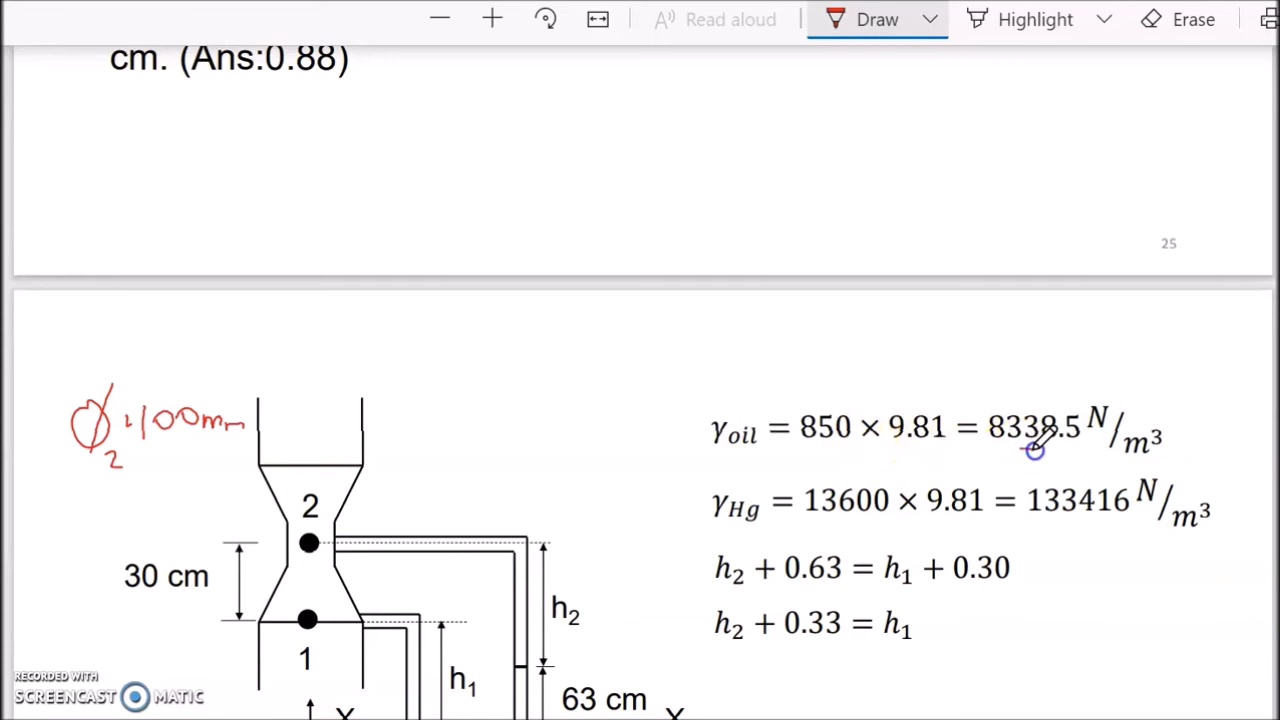 Read aloud
Draw
Highlight
Erase
cm. (Ans:0.88)
25
∅₂ = 100mm
γoil = 850 × 9.81 = 8338.5 N/m³
γHg = 13600 × 9.81 = 133416 N/m³
h₂ + 0.63 = h₁ + 0.30
h₂ + 0.33 = h₁
2
30 cm
h₂
1
h₁
63 cm
X
X
RECORDED WITH
SCREENCAST MATIC